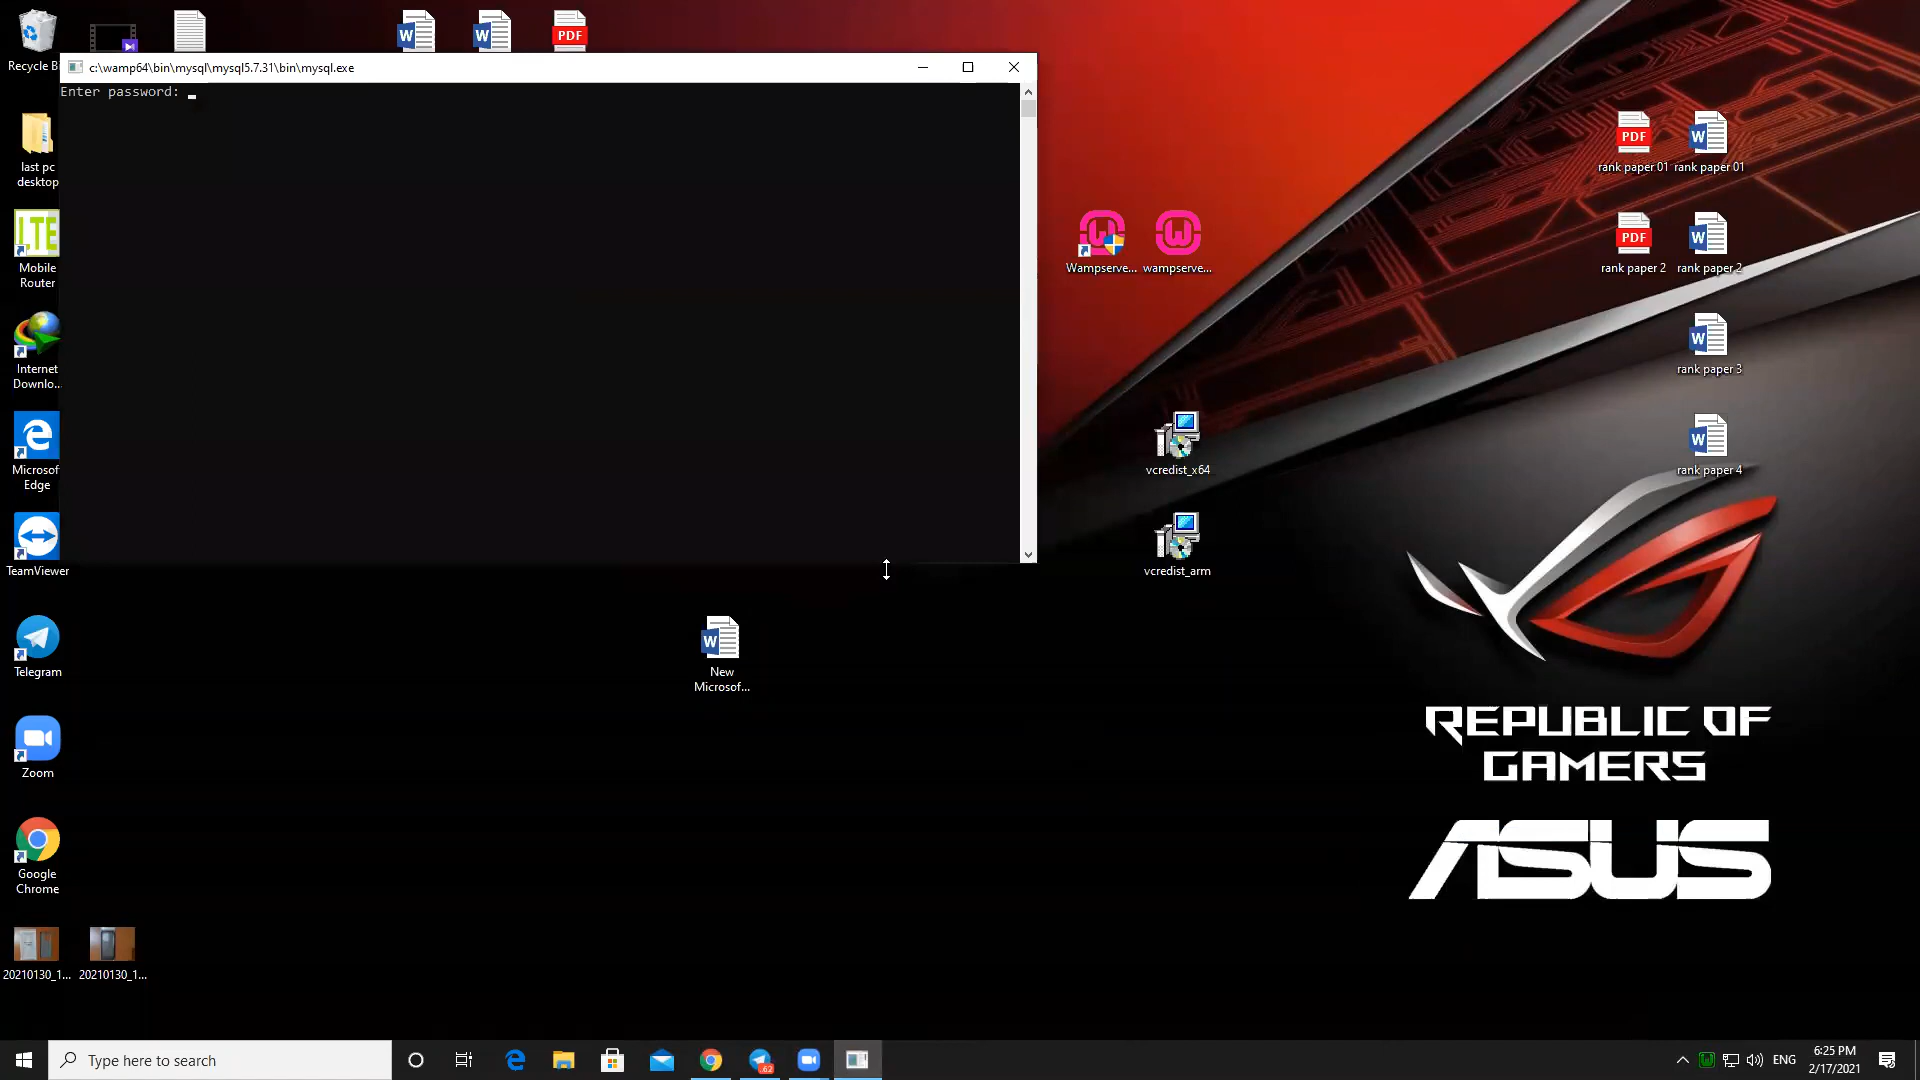 c:\wamp64\bin\mysql\mysql5.7.31\bin\mysql.exe
Enter password:
Recycle Bi
last pc
desktop
LTE
Mobile
Router
Internet
Downlo...
Microsof
Edge
TeamViewer
Telegram
Zoom
Google
Chrome
20210130_1...
20210130_1...
PDF
Wampserve...
wampserve...
vcredist_x64
vcredist_arm
New
Microsof...
PDF
rank paper 01
rank paper 01
PDF
rank paper 2
rank paper 2
rank paper 3
rank paper 4
REPUBLIC OF
GAMERS
ASUS
Type here to search
62
ENG
6:25 PM
2/17/2021